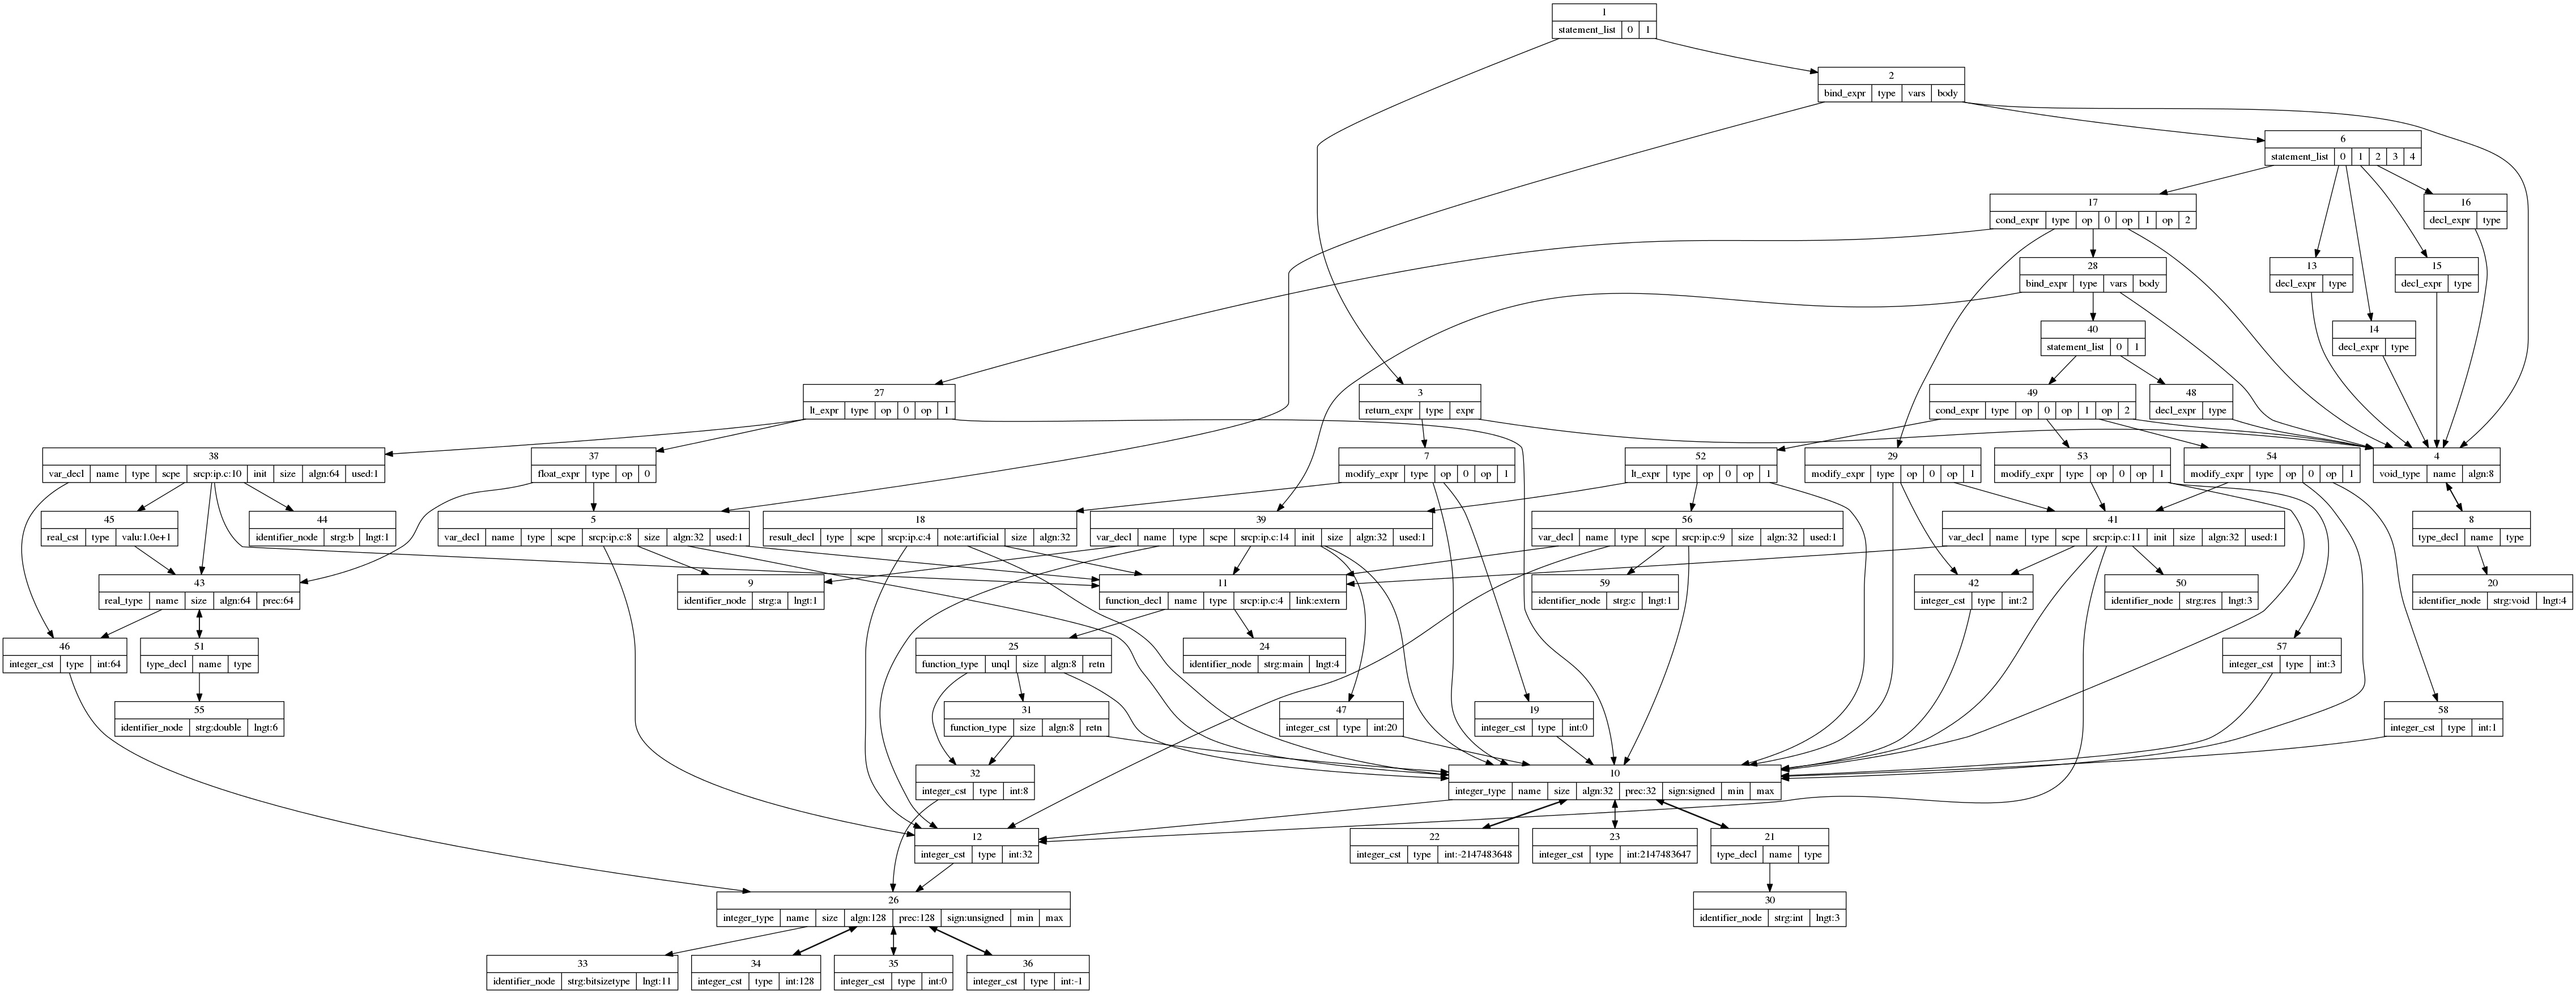 1
statement_list 0 1
2
bind_expr type vars body
6
statement_list 0 1 2 3 4
17
cond_expr type op 0 op 1 op 2
16
decl_expr type
28
bind_expr type vars body
13
decl_expr type
15
decl_expr type
40
statement_list 0 1
14
decl_expr type
27
lt_expr type op 0 op 1
3
return_expr type expr
49
cond_expr type op 0 op 1 op 2
48
decl_expr type
38
var_decl name type scpe srcp:ip.c:10 init size algn:64 used:1
37
float_expr type op 0
7
modify_expr type op 0 op 1
52
lt_expr type op 0 op 1
29
modify_expr type op 0 op 1
53
modify_expr type op 0 op 1
54
modify_expr type op 0 op 1
4
void_type name algn:8
45
real_cst type valu:1.0e+1
44
identifier_node strg:b lngt:1
5
var_decl name type scpe srcp:ip.c:8 size algn:32 used:1
18
result_decl type scpe srcp:ip.c:4 note:artificial size algn:32
39
var_decl name type scpe srcp:ip.c:14 init size algn:32 used:1
56
var_decl name type scpe srcp:ip.c:9 size algn:32 used:1
41
var_decl name type scpe srcp:ip.c:11 init size algn:32 used:1
8
type_decl name type
43
real_type name size algn:64 prec:64
9
identifier_node strg:a lngt:1
11
function_decl name type srcp:ip.c:4 link:extern
59
identifier_node strg:c lngt:1
42
integer_cst type int:2
50
identifier_node strg:res lngt:3
20
identifier_node strg:void lngt:4
46
integer_cst type int:64
51
type_decl name type
25
function_type unql size algn:8 retn
24
identifier_node strg:main lngt:4
57
integer_cst type int:3
55
identifier_node strg:double lngt:6
31
function_type size algn:8 retn
47
integer_cst type int:20
19
integer_cst type int:0
58
integer_cst type int:1
32
integer_cst type int:8
10
integer_type name size algn:32 prec:32 sign:signed min max
12
integer_cst type int:32
22
integer_cst type int:-2147483648
23
integer_cst type int:2147483647
21
type_decl name type
26
integer_type name size algn:128 prec:128 sign:unsigned min max
30
identifier_node strg:int lngt:3
33
identifier_node strg:bitsizetype lngt:11
34
integer_cst type int:128
35
integer_cst type int:0
36
integer_cst type int:-1